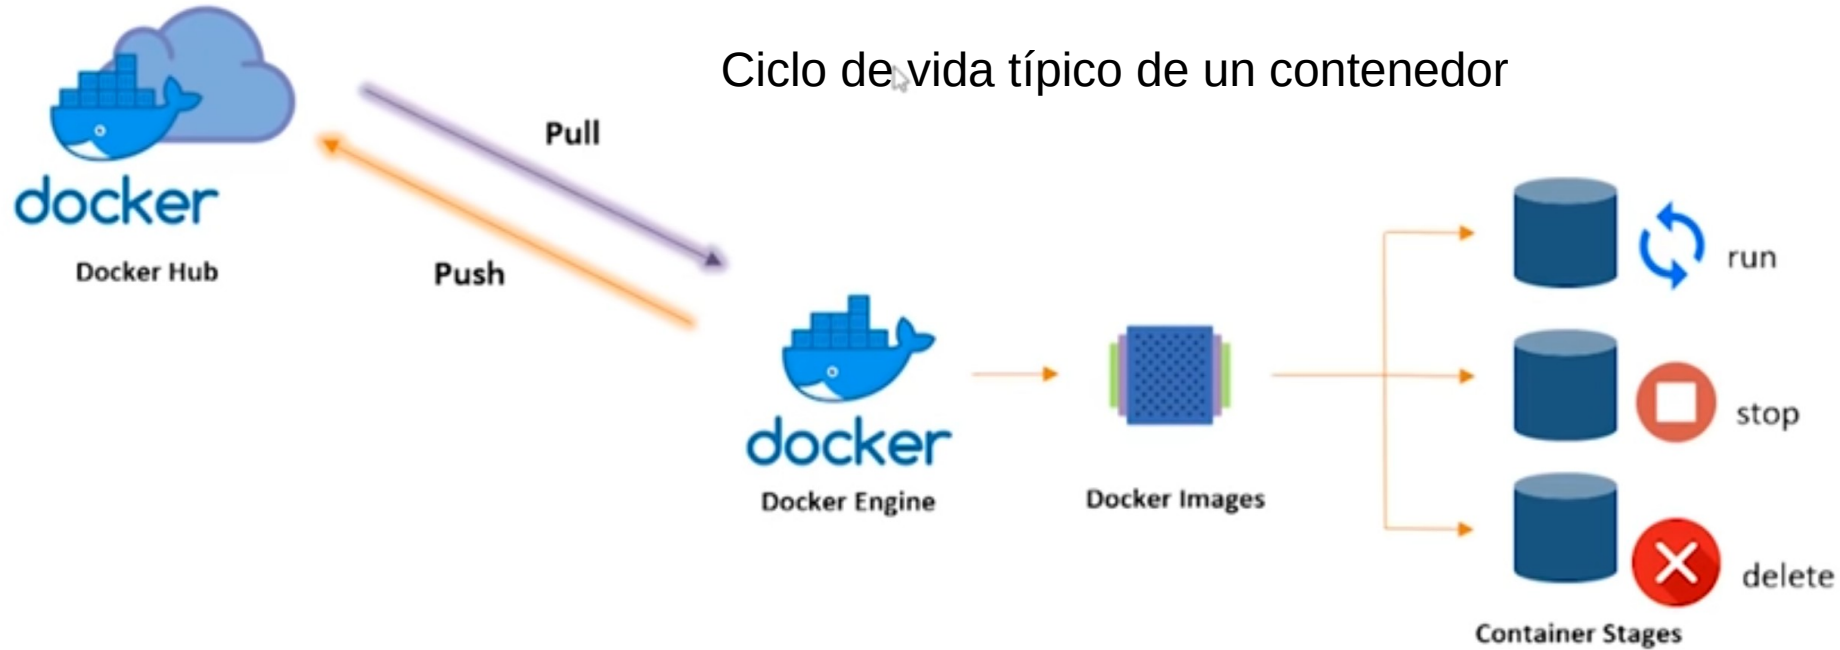 Ciclo de vida típico de un contenedor
Pull
Push
docker
Docker Hub
docker
Docker Engine
Docker Images
run
stop
delete
Container Stages